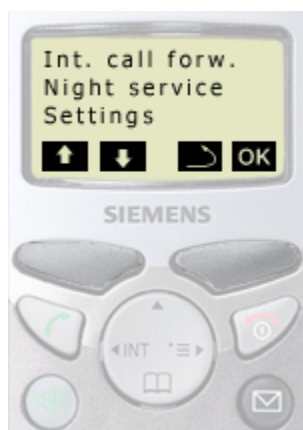 Int. call forw.
Night service
Settings
OK
SIEMENS
INT